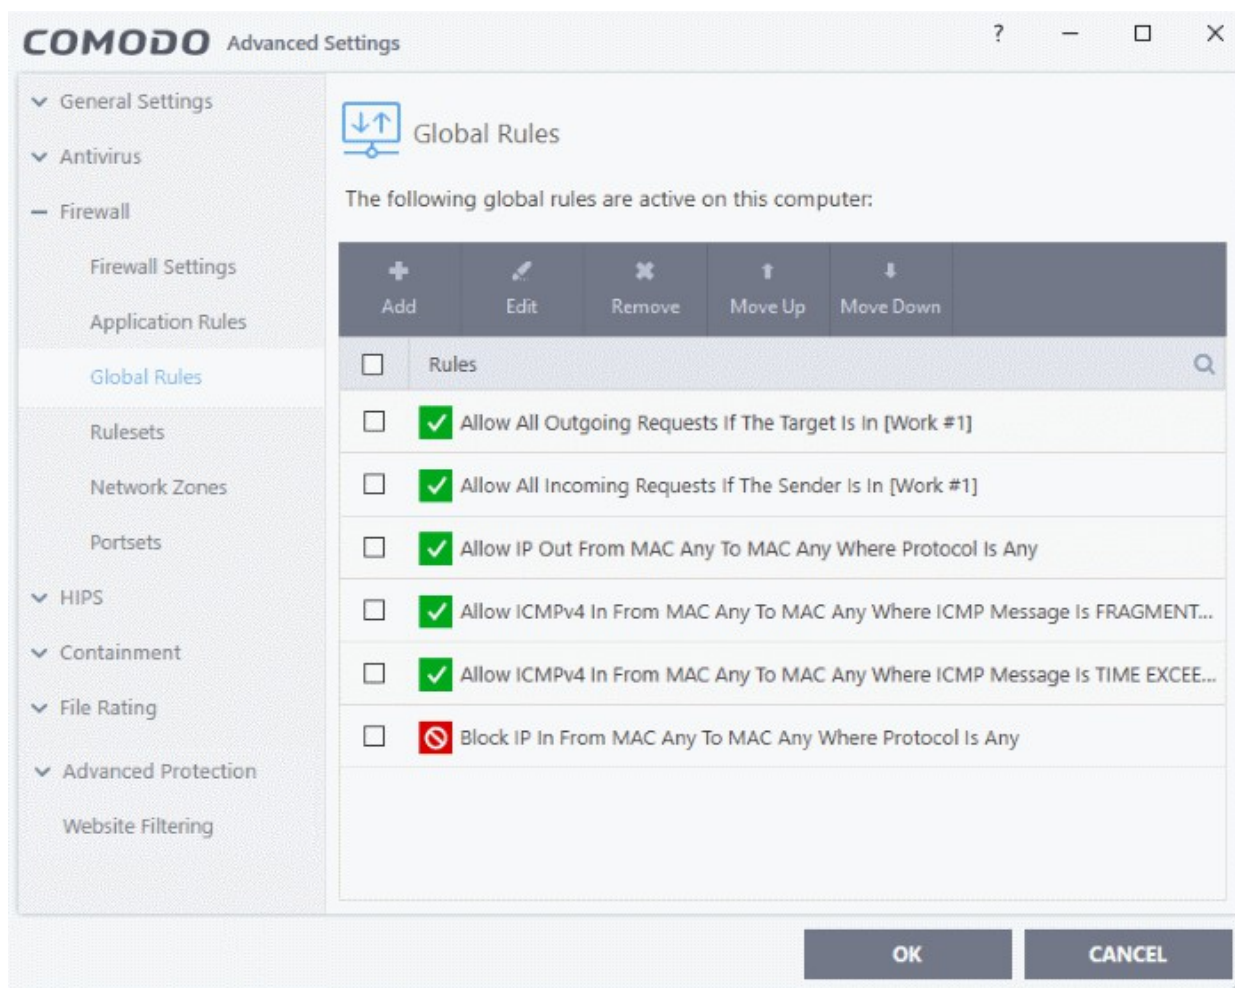 COMODO Advanced Settings ?
General Settings
Antivirus
Firewall
Firewall Settings
Application Rules
Global Rules
Rulesets
Network Zones
Portsets
HIPS
Containment
File Rating
Advanced Protection
Website Filtering
Global Rules
The following global rules are active on this computer:
Add Edit Remove Move Up Move Down
Rules
Allow All Outgoing Requests If The Target Is In [Work #1]
Allow All Incoming Requests If The Sender Is In [Work #1]
Allow IP Out From MAC Any To MAC Any Where Protocol Is Any
Allow ICMPv4 In From MAC Any To MAC Any Where ICMP Message Is FRAGMENT...
Allow ICMPv4 In From MAC Any To MAC Any Where ICMP Message Is TIME EXCEE...
Block IP In From MAC Any To MAC Any Where Protocol Is Any
OK CANCEL